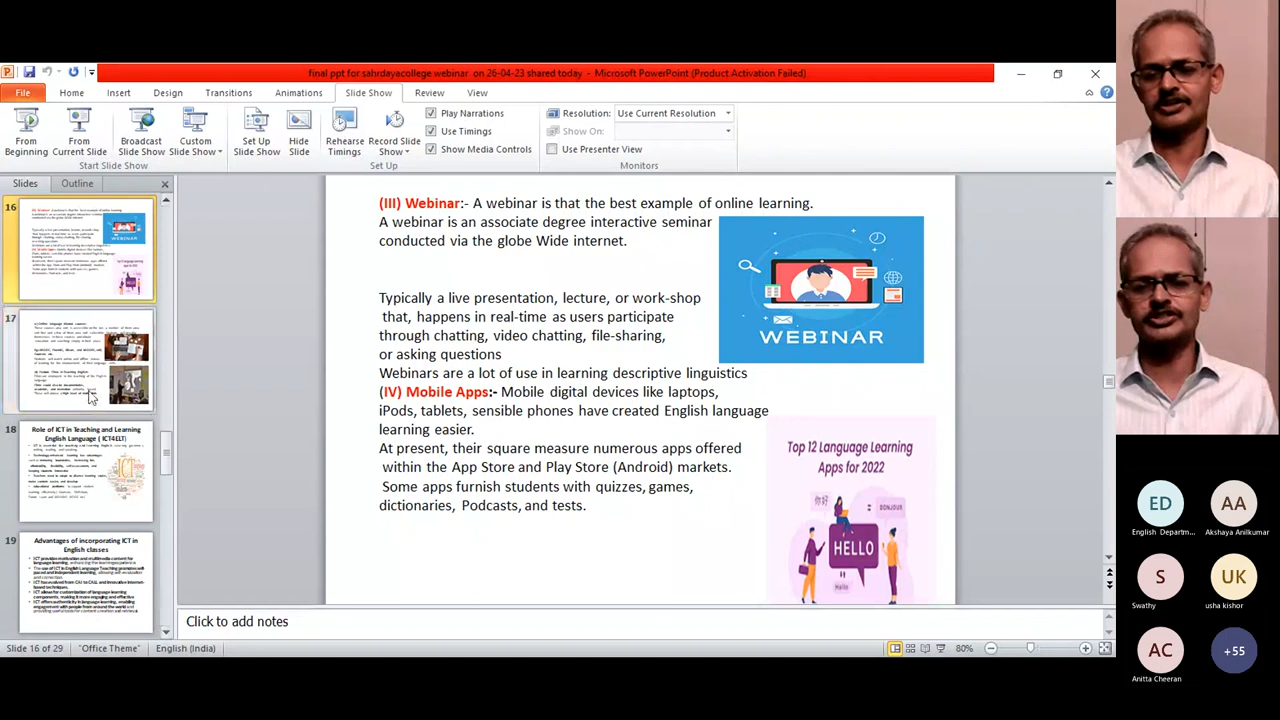 final ppt for sahrdayacollege webinar on 26-04-23 shared today - Microsoft PowerPoint (Product Activation Failed)
File
Home
Insert
Design
Transitions
Animations
Slide Show
Review
View
From Beginning
From Current Slide
Broadcast Slide Show
Custom Slide Show
Set Up Slide Show
Hide Slide
Rehearse Timings
Record Slide Show
Play Narrations
Use Timings
Show Media Controls
Resolution: Use Current Resolution
Show On:
Use Presenter View
Start Slide Show
Set Up
Monitors
Slides
Outline
16
17
18
Role of ICT in Teaching and Learning
English Language ( ICT4ELT)
19
Advantages of incorporating ICT in
English classes
(III) Webinar:- A webinar is that the best example of online learning.
A webinar is an associate degree interactive seminar
conducted via the globe Wide internet.
Typically a live presentation, lecture, or work-shop
that, happens in real-time as users participate
through chatting, video chatting, file-sharing,
or asking questions
Webinars are a lot of use in learning descriptive linguistics
(IV) Mobile Apps:- Mobile digital devices like laptops,
iPods, tablets, sensible phones have created English language
learning easier.
At present, their square measure numerous apps offered
within the App Store and Play Store (Android) markets.
Some apps furnish students with quizzes, games,
dictionaries, Podcasts, and tests.
WEBINAR
Top 12 Language Learning
Apps for 2022
你好
BONJOUR
HELLO
Hallo
Click to add notes
Slide 16 of 29
"Office Theme"
English (India)
80%
ED
English Departm...
AA
Akshaya Anilkumar
S
Swathy
UK
usha kishor
AC
Anitta Cheeran
+55